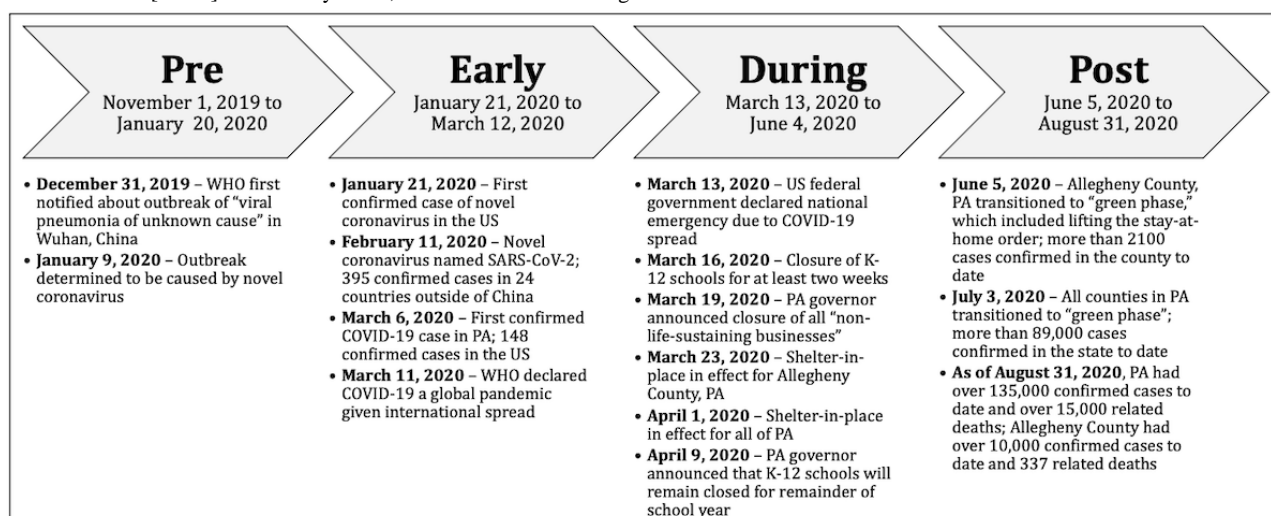 Pre
November 1, 2019 to
January 20, 2020
• December 31, 2019 – WHO first
notified about outbreak of “viral
pneumonia of unknown cause” in
Wuhan, China
• January 9, 2020 – Outbreak
determined to be caused by novel
coronavirus
Early
January 21, 2020 to
March 12, 2020
• January 21, 2020 – First
confirmed case of novel
coronavirus in the US
• February 11, 2020 – Novel
coronavirus named SARS-CoV-2;
395 confirmed cases in 24
countries outside of China
• March 6, 2020 – First confirmed
COVID-19 case in PA; 148
confirmed cases in the US
• March 11, 2020 – WHO declared
COVID-19 a global pandemic
given international spread
During
March 13, 2020 to
June 4, 2020
• March 13, 2020 – US federal
government declared national
emergency due to COVID-19
spread
• March 16, 2020 – Closure of K-
12 schools for at least two weeks
• March 19, 2020 – PA governor
announced closure of all “non-
life-sustaining businesses”
• March 23, 2020 – Shelter-in-
place in effect for Allegheny
County, PA
• April 1, 2020 – Shelter-in-place
in effect for all of PA
• April 9, 2020 – PA governor
announced that K-12 schools will
remain closed for remainder of
school year
Post
June 5, 2020 to
August 31, 2020
• June 5, 2020 – Allegheny County,
PA transitioned to “green phase,”
which included lifting the stay-at-
home order; more than 2100
cases confirmed in the county to
date
• July 3, 2020 – All counties in PA
transitioned to “green phase”;
more than 89,000 cases
confirmed in the state to date
• As of August 31, 2020, PA had
over 135,000 confirmed cases to
date and over 15,000 related
deaths; Allegheny County had
over 10,000 confirmed cases to
date and 337 related deaths